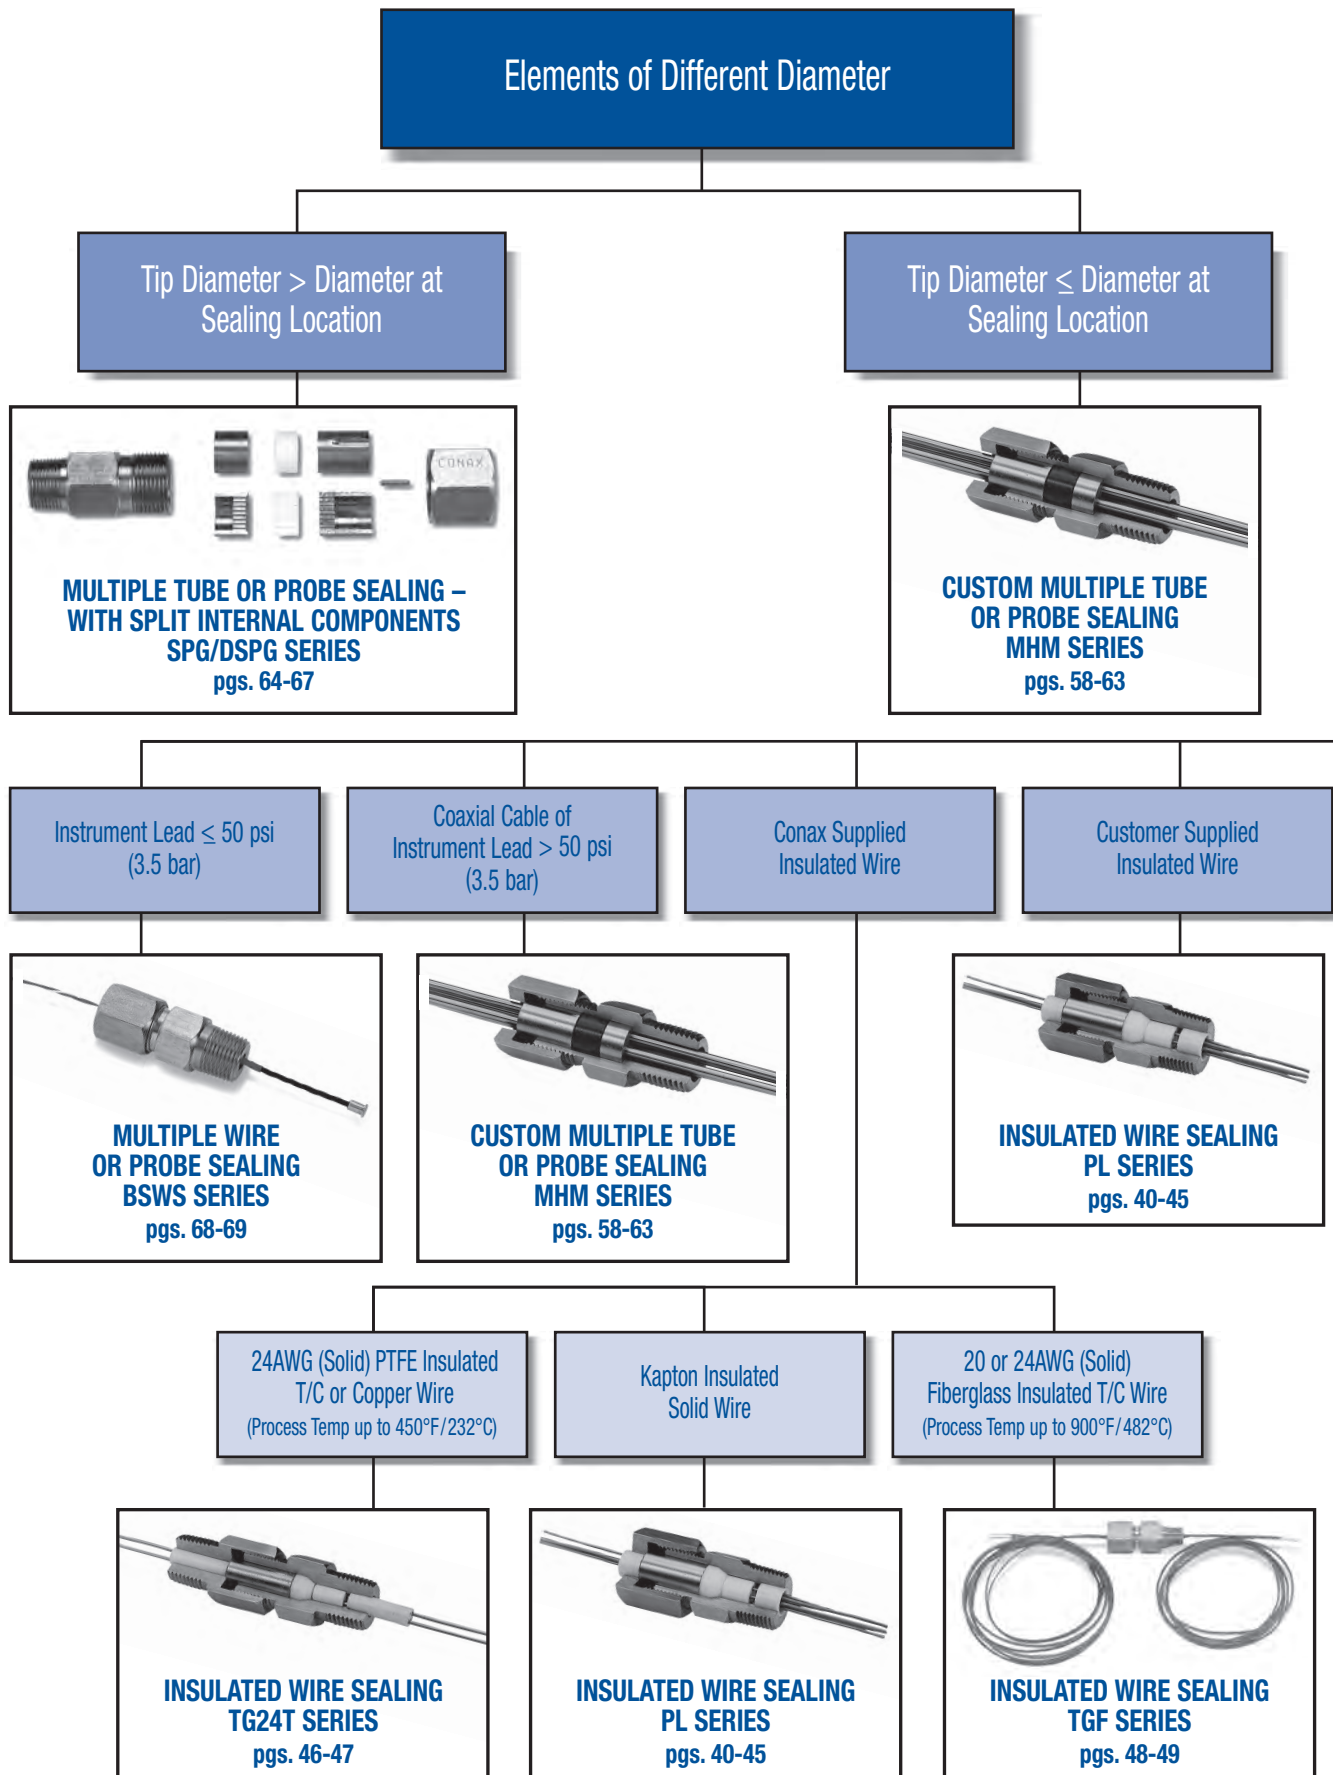 Elements of Different Diameter
Tip Diameter > Diameter at
Sealing Location
Tip Diameter ≤ Diameter at
Sealing Location
CONAX
MULTIPLE TUBE OR PROBE SEALING –
WITH SPLIT INTERNAL COMPONENTS
SPG/DSPG SERIES
pgs. 64-67
CUSTOM MULTIPLE TUBE
OR PROBE SEALING
MHM SERIES
pgs. 58-63
Instrument Lead ≤ 50 psi
(3.5 bar)
Coaxial Cable of
Instrument Lead > 50 psi
(3.5 bar)
Conax Supplied
Insulated Wire
Customer Supplied
Insulated Wire
MULTIPLE WIRE
OR PROBE SEALING
BSWS SERIES
pgs. 68-69
CUSTOM MULTIPLE TUBE
OR PROBE SEALING
MHM SERIES
pgs. 58-63
INSULATED WIRE SEALING
PL SERIES
pgs. 40-45
24AWG (Solid) PTFE Insulated
T/C or Copper Wire
(Process Temp up to 450°F/232°C)
Kapton Insulated
Solid Wire
20 or 24AWG (Solid)
Fiberglass Insulated T/C Wire
(Process Temp up to 900°F/482°C)
INSULATED WIRE SEALING
TG24T SERIES
pgs. 46-47
INSULATED WIRE SEALING
PL SERIES
pgs. 40-45
INSULATED WIRE SEALING
TGF SERIES
pgs. 48-49